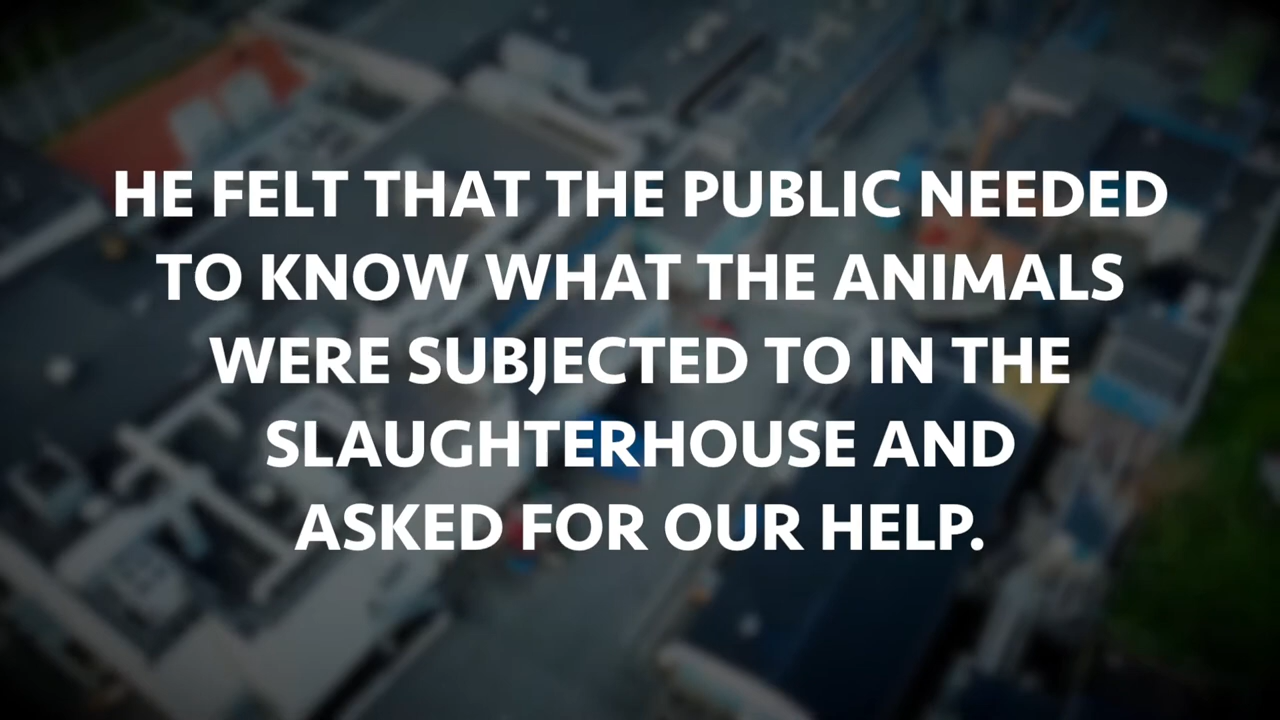 HE FELT THAT THE PUBLIC NEEDED
TO KNOW WHAT THE ANIMALS
WERE SUBJECTED TO IN THE
SLAUGHTERHOUSE AND
ASKED FOR OUR HELP.